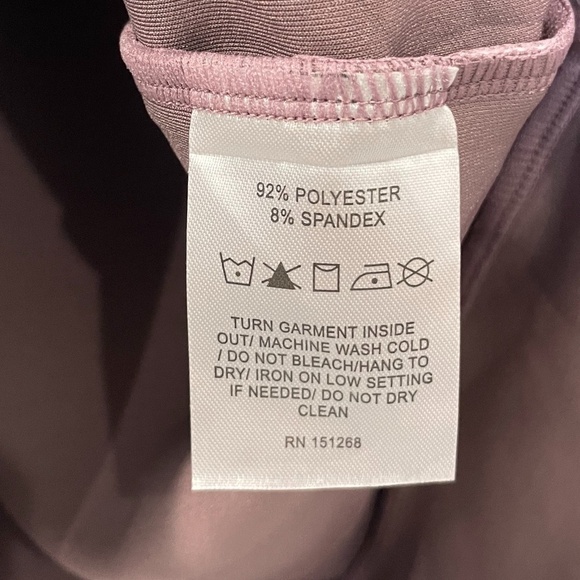 92% POLYESTER
8% SPANDEX
TURN GARMENT INSIDE
OUT/ MACHINE WASH COLD
/ DO NOT BLEACH/HANG TO
DRY/ IRON ON LOW SETTING
IF NEEDED/ DO NOT DRY
CLEAN
RN 151268